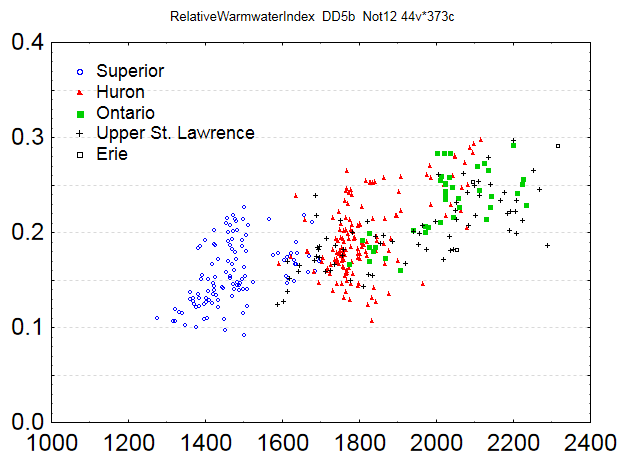 RelativeWarmwaterIndex DD5b Not12 44v*373c
0.4
Superior
Huron
Ontario
0.3
Upper St. Lawrence
Erie
0.2
0.1
0.0
1000 1200 1400 1600 1800 2000 2200 2400